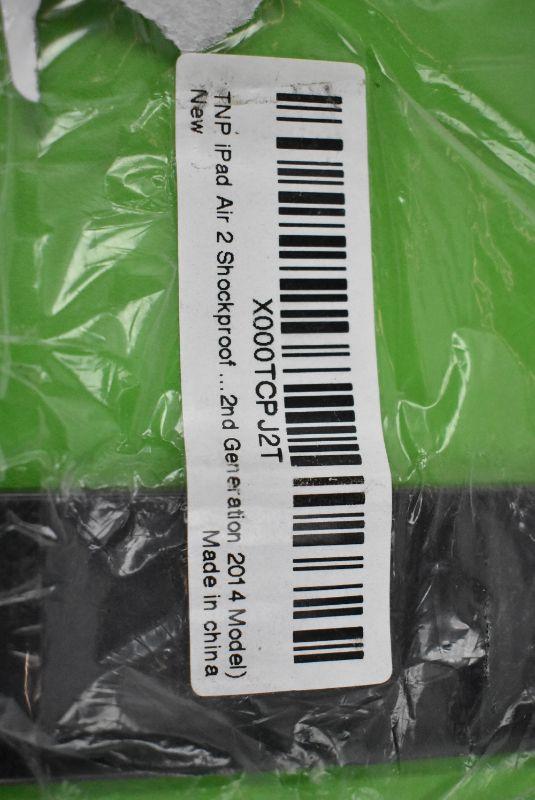 X000TCPJ2T
TNP iPad Air 2 Shockproof ...2nd Generation 2014 Model)
New
Made in china